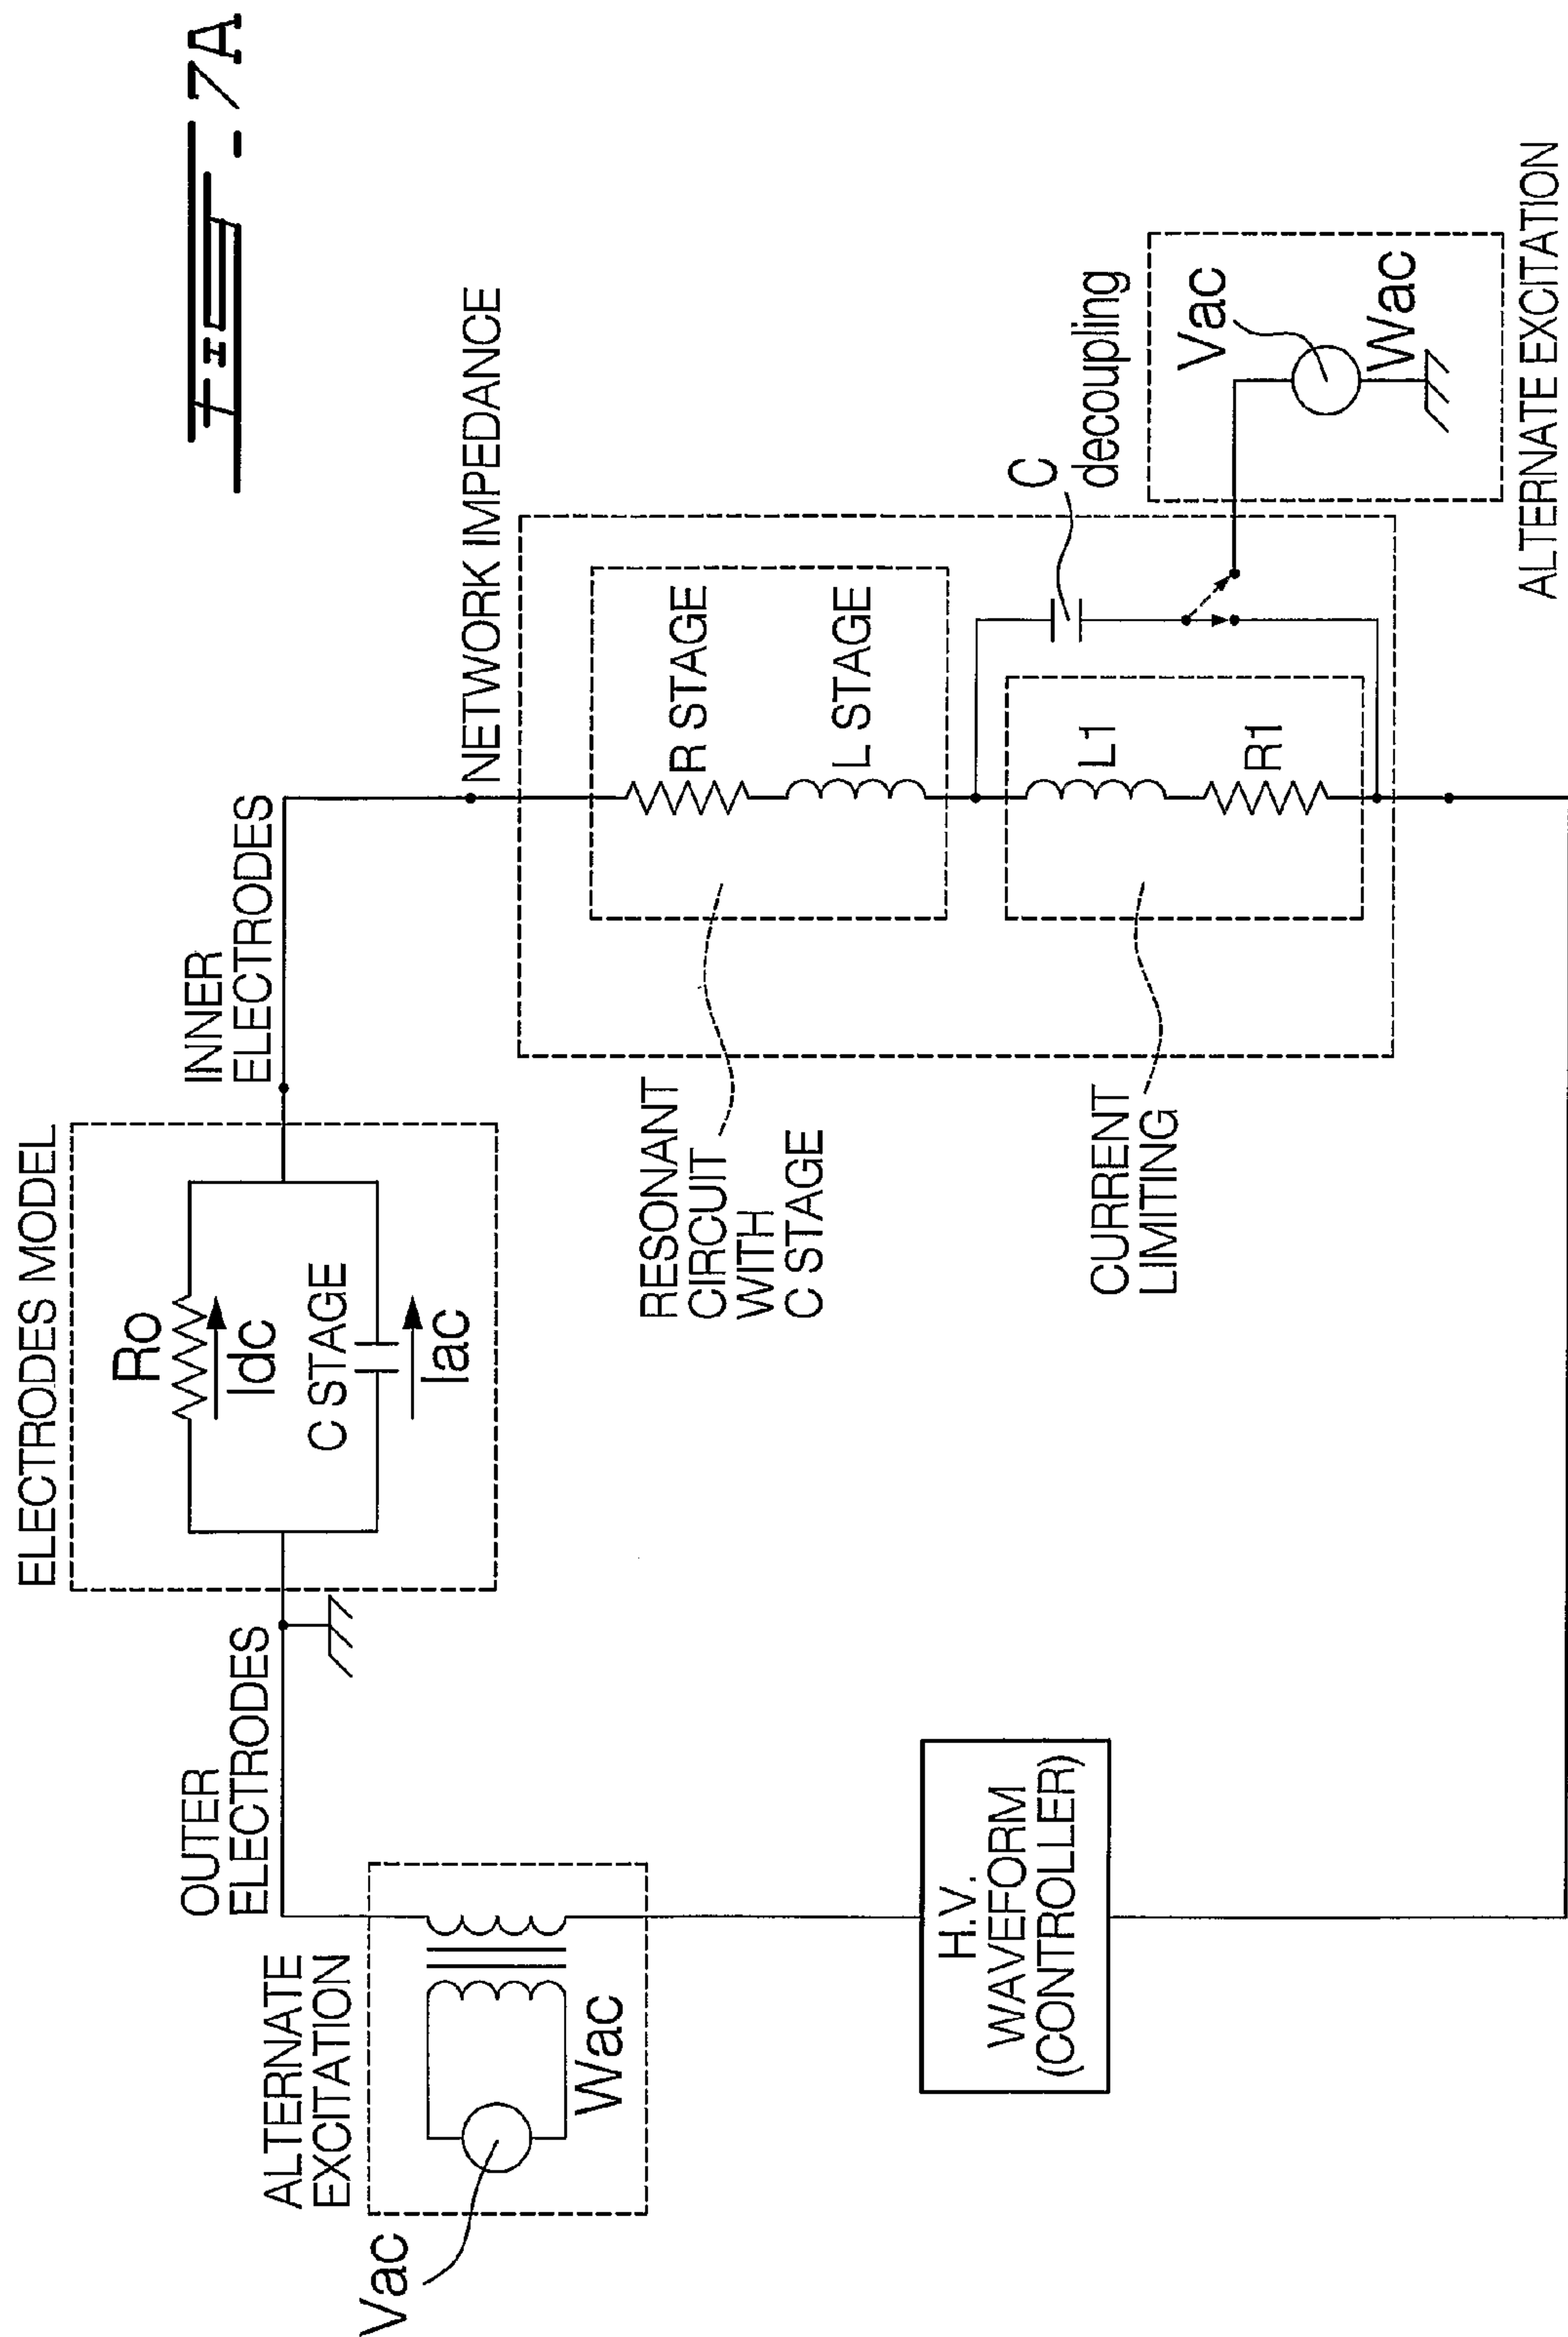 FIG - 7A
ELECTRODES MODEL
Ro
Idc
C STAGE
Iac
OUTER
ELECTRODES
INNER
ELECTRODES
ALTERNATE
EXCITATION
Vac
Wac
H.V.
WAVEFORM
(CONTROLLER)
NETWORK IMPEDANCE
R STAGE
L STAGE
RESONANT
CIRCUIT
WITH
C STAGE
L1
R1
CURRENT
LIMITING
C
decoupling
Vac
Wac
ALTERNATE EXCITATION